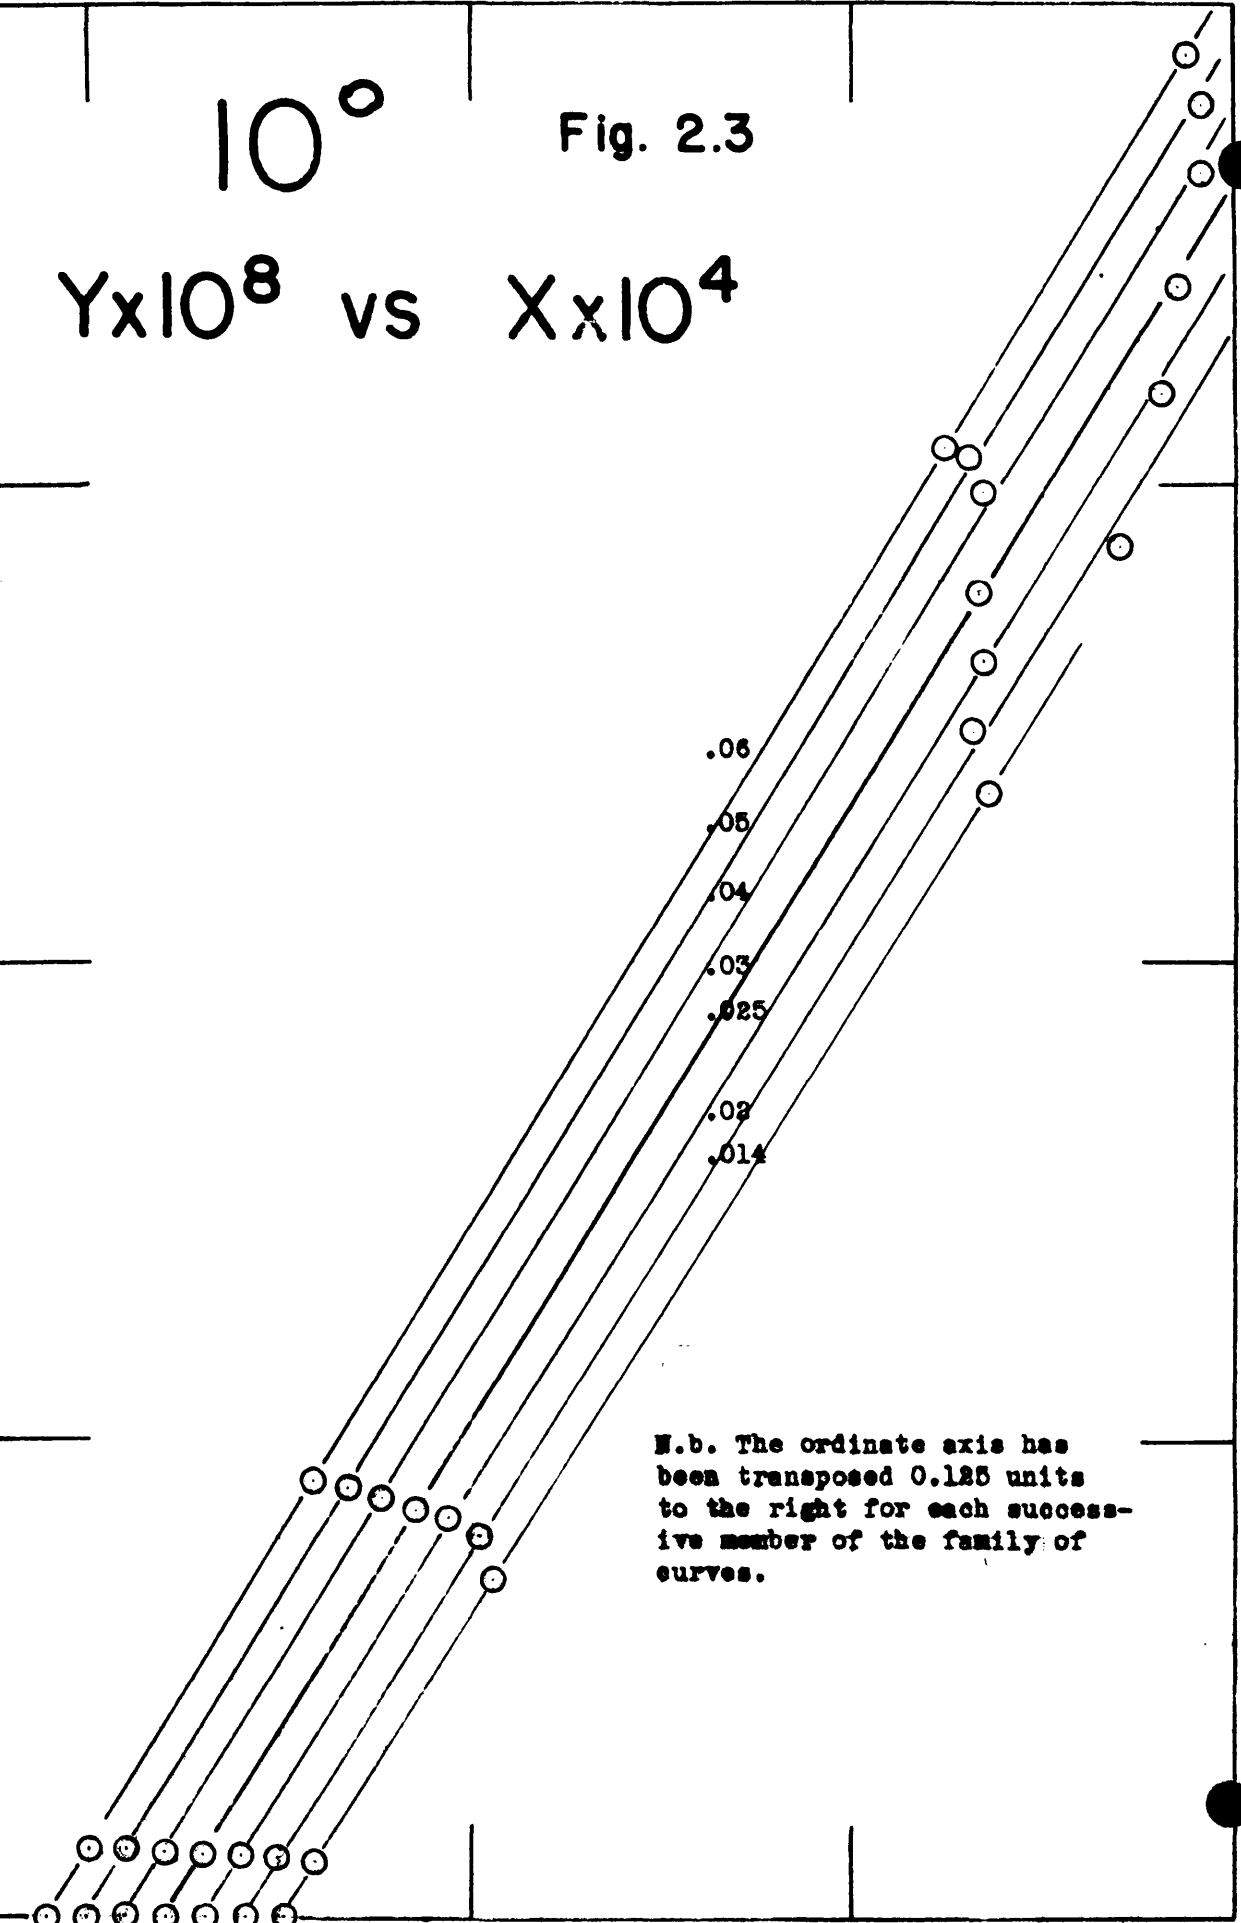 10°
Fig. 2.3
Yx10⁸ vs Xx10⁴
.06
.05
.04
.03
.025
.02
.014
N.b. The ordinate axis has
been transposed 0.125 units
to the right for each success-
ive member of the family of
curves.